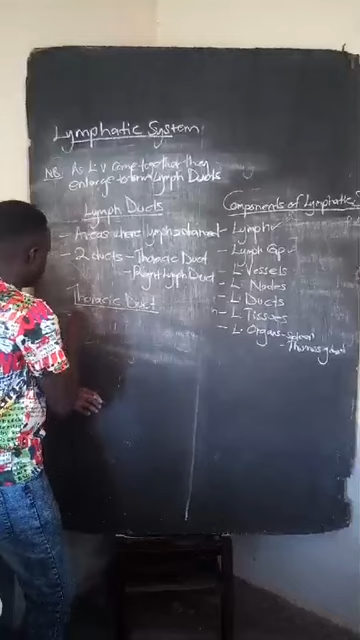 Lymphatic System
NB. As L.V come together they
enlarge to form Lymph Ducts
Lymph Ducts
- Areas where lymph is drained
- 2 ducts - Thoracic Duct
- Right Lymph Duct
Thoracic Duct
Components of Lymphatic S
- Lymph ✓
- Lymph Cap ✓
- L. Vessels
- L. Nodes
- L. Ducts
- L. Tissues
- L. Organs - Spleen
- Thymus gland